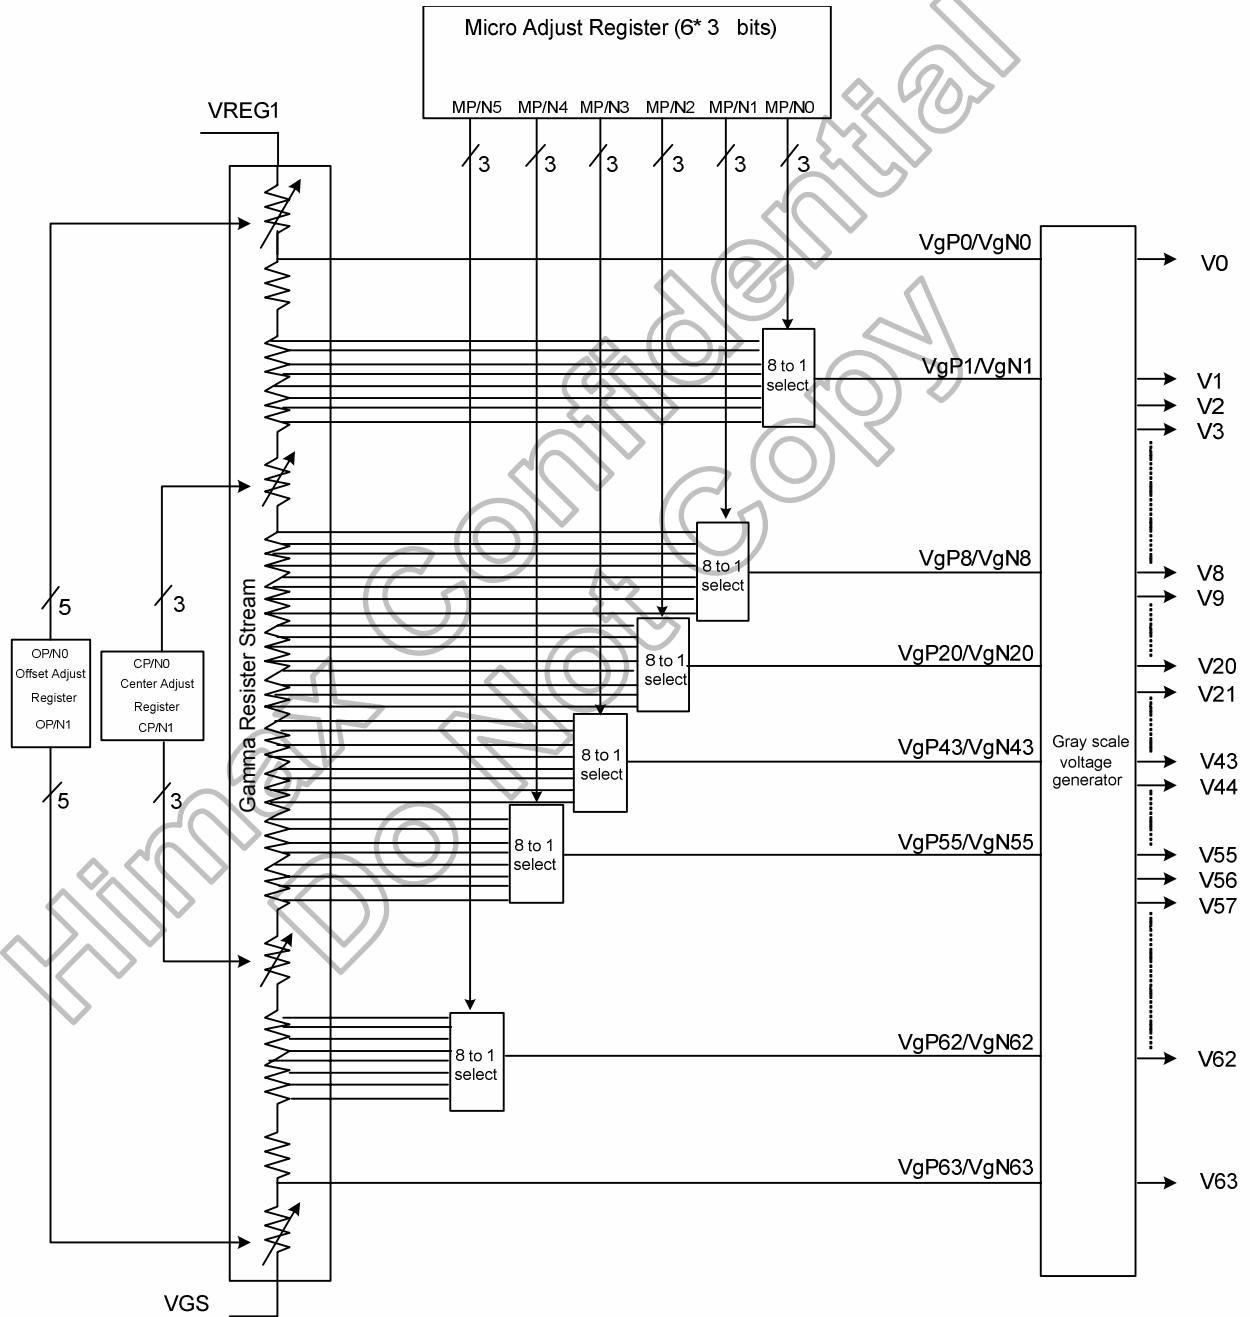 Micro Adjust Register (6* 3 bits)
MP/N5 MP/N4 MP/N3 MP/N2 MP/N1 MP/N0
3 3 3 3 3 3
VREG1
VgP0/VgN0
V0
8 to 1
select
VgP1/VgN1
V1
V2
V3
8 to 1
select
VgP8/VgN8
V8
V9
5
3
OP/N0
Offset Adjust
Register
OP/N1
CP/N0
Center Adjust
Register
CP/N1
5
3
Gamma Resister Stream
8 to 1
select
VgP20/VgN20
V20
V21
8 to 1
select
VgP43/VgN43
Gray scale
voltage
generator
V43
V44
8 to 1
select
VgP55/VgN55
V55
V56
V57
8 to 1
select
VgP62/VgN62
V62
VgP63/VgN63
V63
VGS
Himax Confidential
Do Not Copy